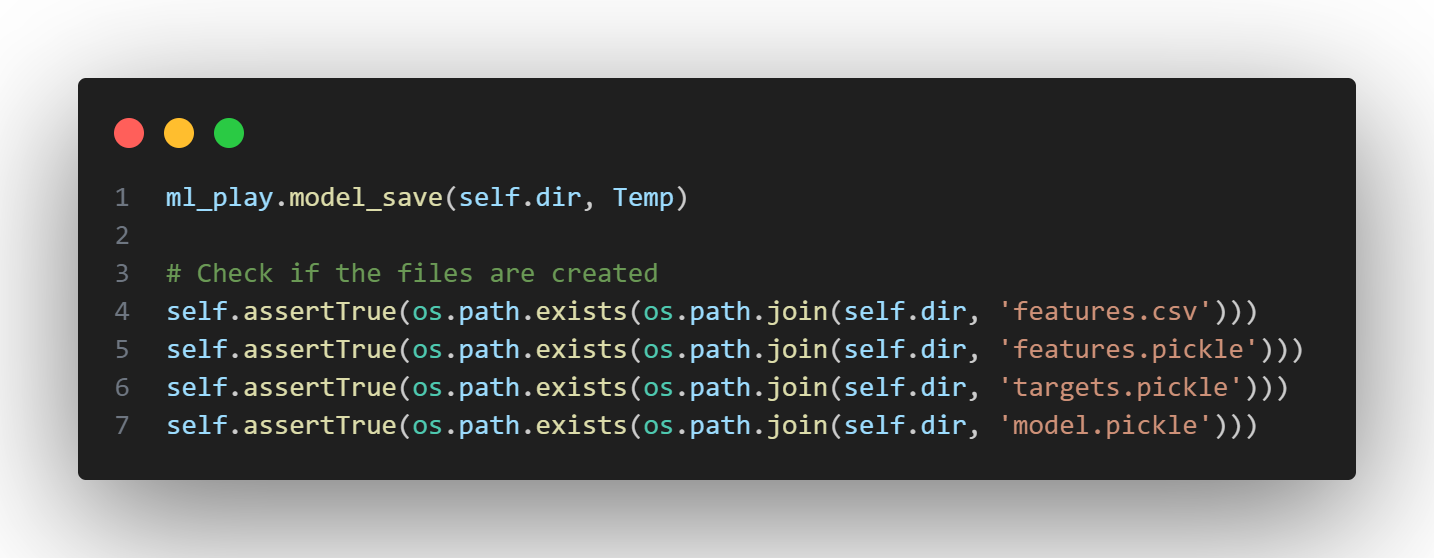 1 ml_play.model_save(self.dir, Temp)
2
3 # Check if the files are created
4 self.assertTrue(os.path.exists(os.path.join(self.dir, 'features.csv')))
5 self.assertTrue(os.path.exists(os.path.join(self.dir, 'features.pickle')))
6 self.assertTrue(os.path.exists(os.path.join(self.dir, 'targets.pickle')))
7 self.assertTrue(os.path.exists(os.path.join(self.dir, 'model.pickle')))